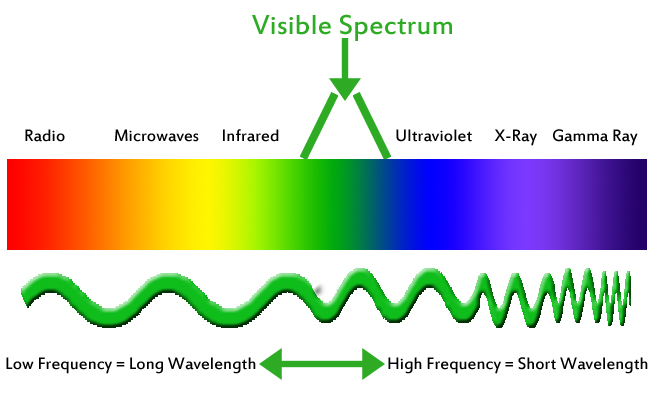 Visible Spectrum
Radio Microwaves Infrared Ultraviolet X-Ray Gamma Ray
Low Frequency = Long Wavelength High Frequency = Short Wavelength